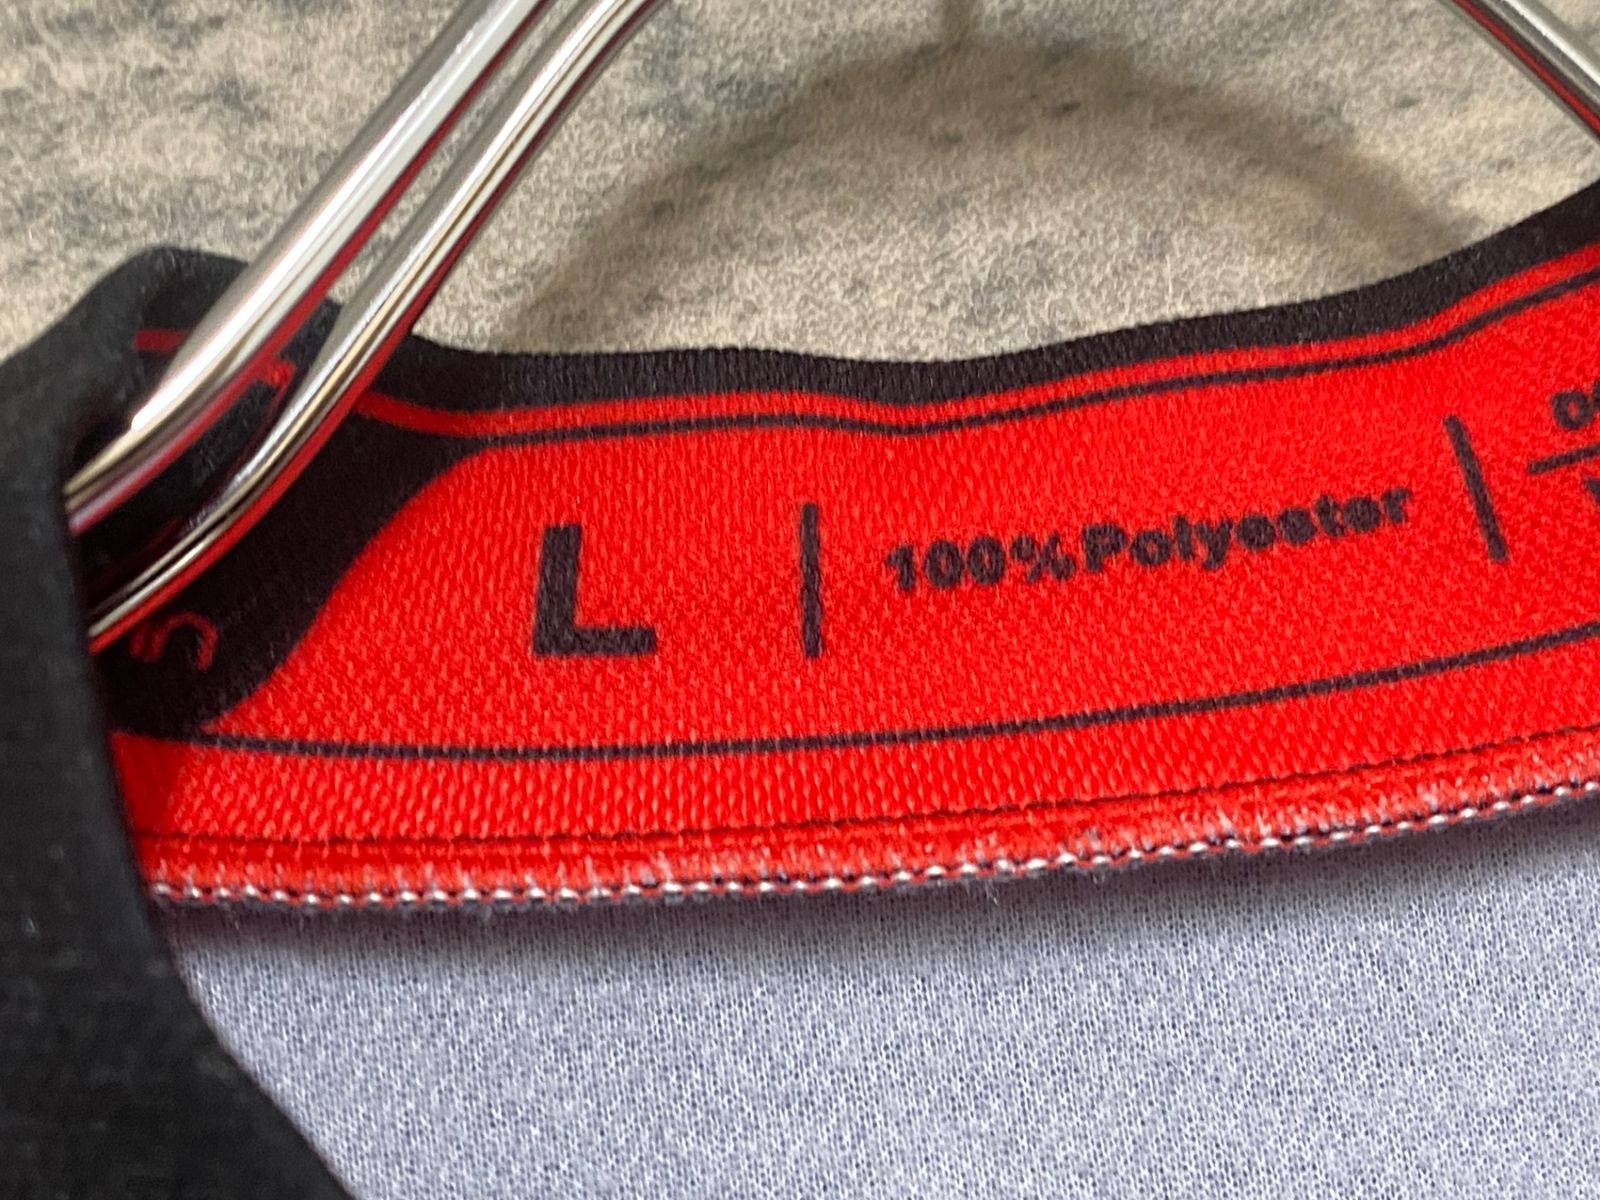 L | 100% Polyester |